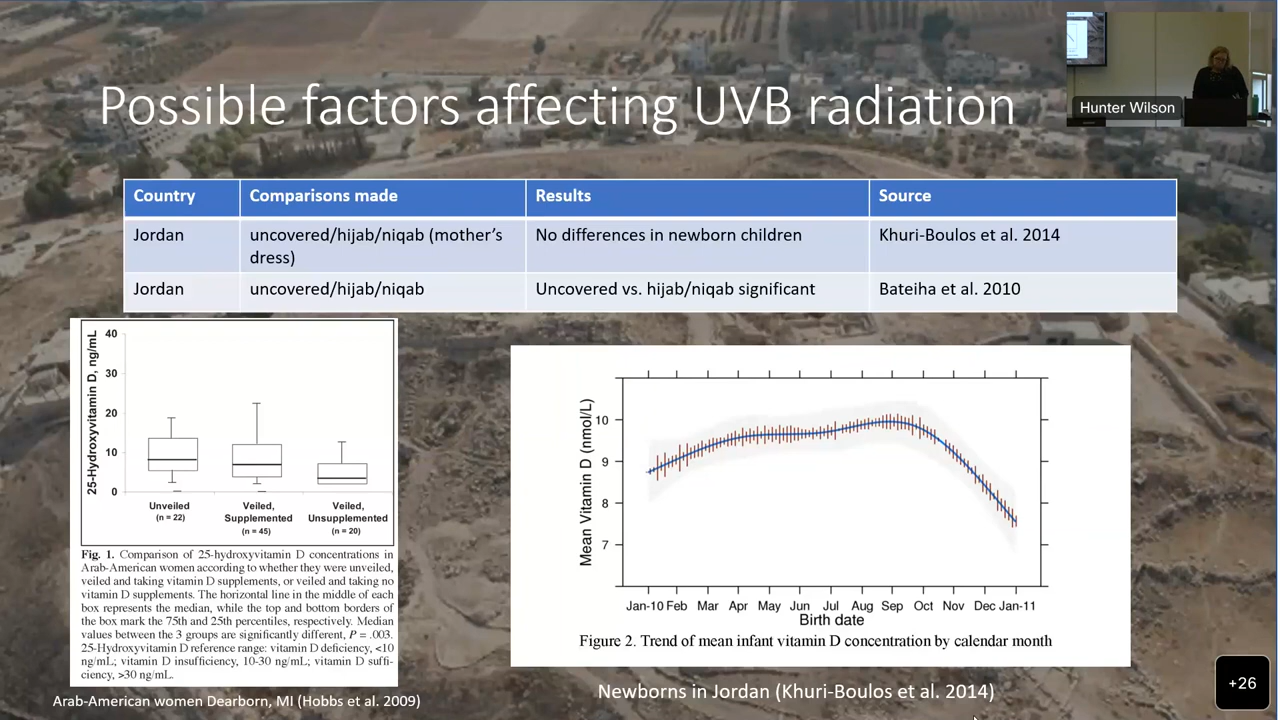 Possible factors affecting UVB radiation
Hunter Wilson
Country Comparisons made Results Source
Jordan uncovered/hijab/niqab (mother's dress) No differences in newborn children Khuri-Boulos et al. 2014
Jordan uncovered/hijab/niqab Uncovered vs. hijab/niqab significant Bateiha et al. 2010
25-Hydroxyvitamin D, ng/mL
40
30
20
10
0
Unveiled
(n = 22)
Veiled,
Supplemented
(n = 45)
Veiled,
Unsupplemented
(n = 20)
Fig. 1. Comparison of 25-hydroxyvitamin D concentrations in
Arab-American women according to whether they were unveiled,
veiled and taking vitamin D supplements, or veiled and taking no
vitamin D supplements. The horizontal line in the middle of each
box represents the median, while the top and bottom borders of
the box mark the 75th and 25th percentiles, respectively. Median
values between the 3 groups are significantly different, P = .003.
25-Hydroxyvitamin D reference range: vitamin D deficiency, <10
ng/mL; vitamin D insufficiency, 10-30 ng/mL; vitamin D suffi-
ciency, >30 ng/mL.
Arab-American women Dearborn, MI (Hobbs et al. 2009)
Mean Vitamin D (nmol/L)
10
9
8
7
Jan-10 Feb Mar Apr May Jun Jul Aug Sep Oct Nov Dec Jan-11
Birth date
Figure 2. Trend of mean infant vitamin D concentration by calendar month
Newborns in Jordan (Khuri-Boulos et al. 2014)
+26